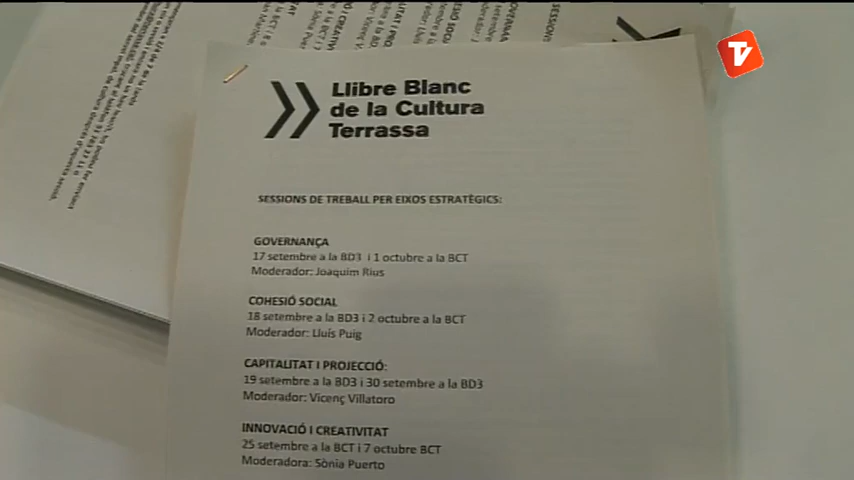 TV
Llibre Blanc
de la Cultura
Terrassa
SESSIONS DE TREBALL PER EIXOS ESTRATÈGICS:
GOVERNANÇA
17 setembre a la BD3 i 1 octubre a la BCT
Moderador: Joaquim Rius
COHESIÓ SOCIAL
18 setembre a la BD3 i 2 octubre a la BCT
Moderador: Lluís Puig
CAPITALITAT I PROJECCIÓ:
19 setembre a la BD3 i 30 setembre a la BD3
Moderador: Vicenç Villatoro
INNOVACIÓ I CREATIVITAT
25 setembre a la BCT i 7 octubre BCT
Moderadora: Sònia Puerto